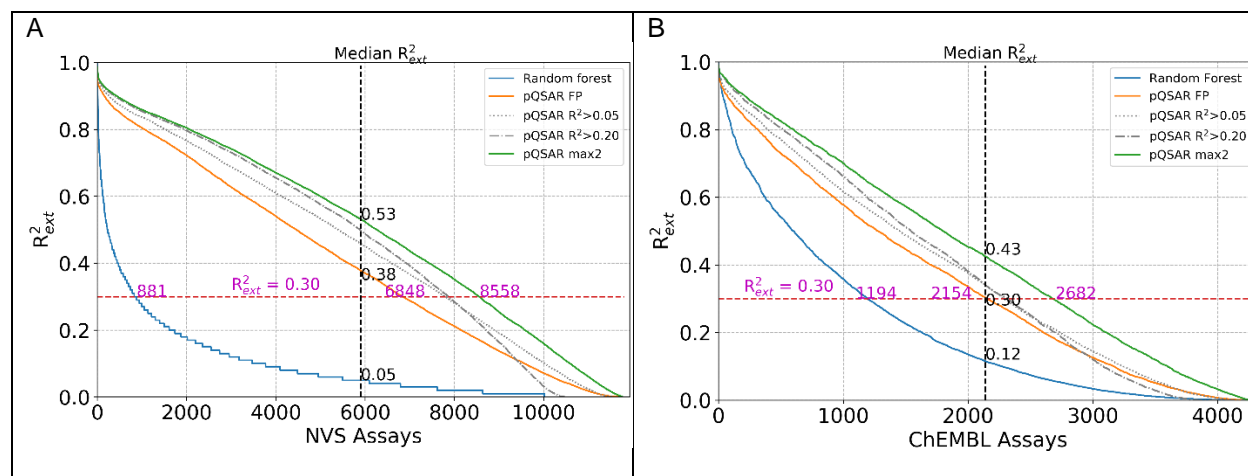 A
Median R²ext
1.0
0.8
0.6
0.4
0.2
0.0
R²ext
Random forest
pQSAR FP
pQSAR R²>0.05
pQSAR R²>0.20
pQSAR max2
0.53
0.38
0.05
R²ext = 0.30
881
6848
8558
0
2000
4000
6000
8000
10000
NVS Assays
B
Median R²ext
1.0
0.8
0.6
0.4
0.2
0.0
R²ext
Random Forest
pQSAR FP
pQSAR R²>0.05
pQSAR R²>0.20
pQSAR max2
0.43
0.30
0.12
R²ext = 0.30
1194
2154
2682
0
1000
2000
3000
4000
ChEMBL Assays